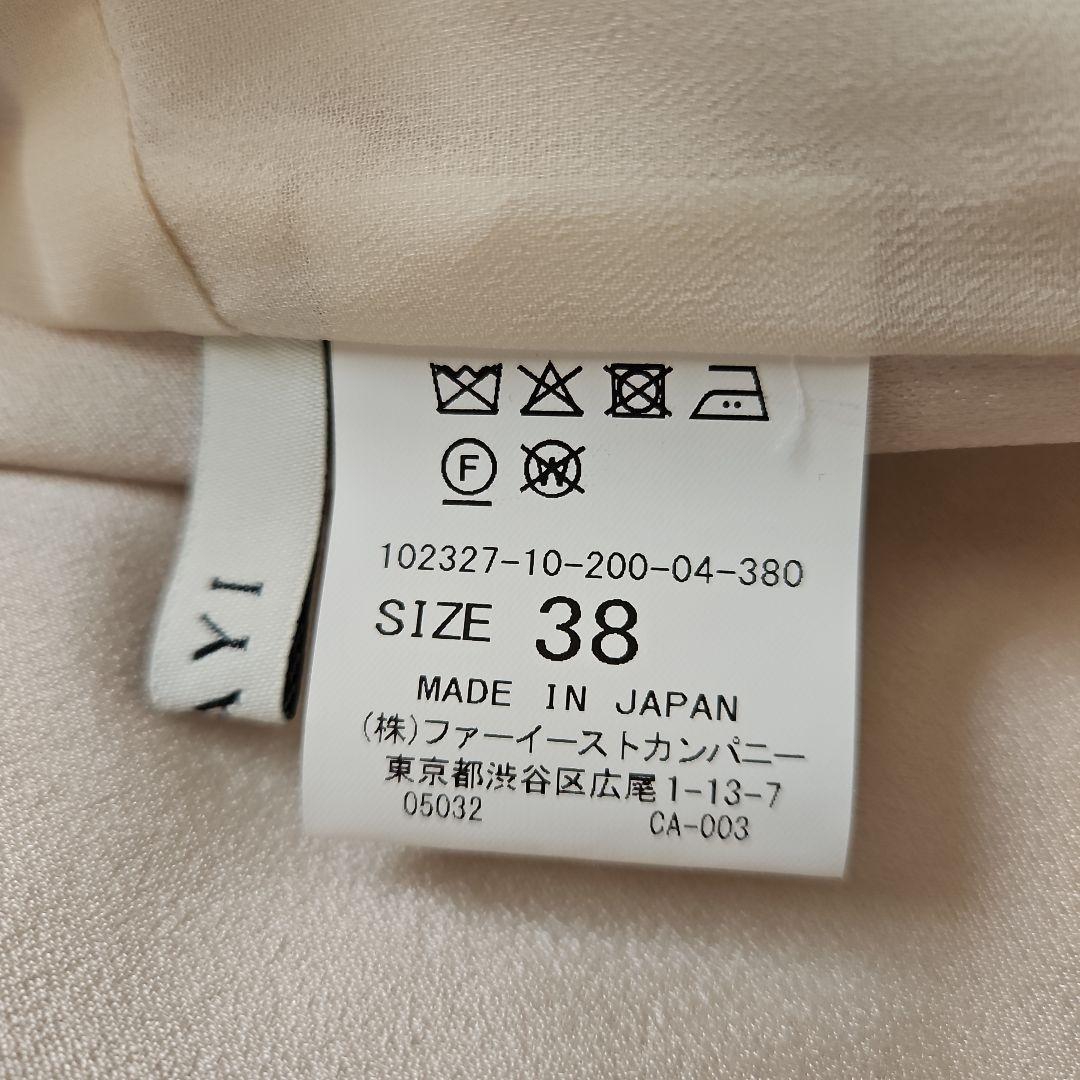 AYI
F
W
102327-10-200-04-380
SIZE 38
MADE IN JAPAN
(株)ファーイーストカンパニー
東京都渋谷区広尾1-13-7
05032 CA-003